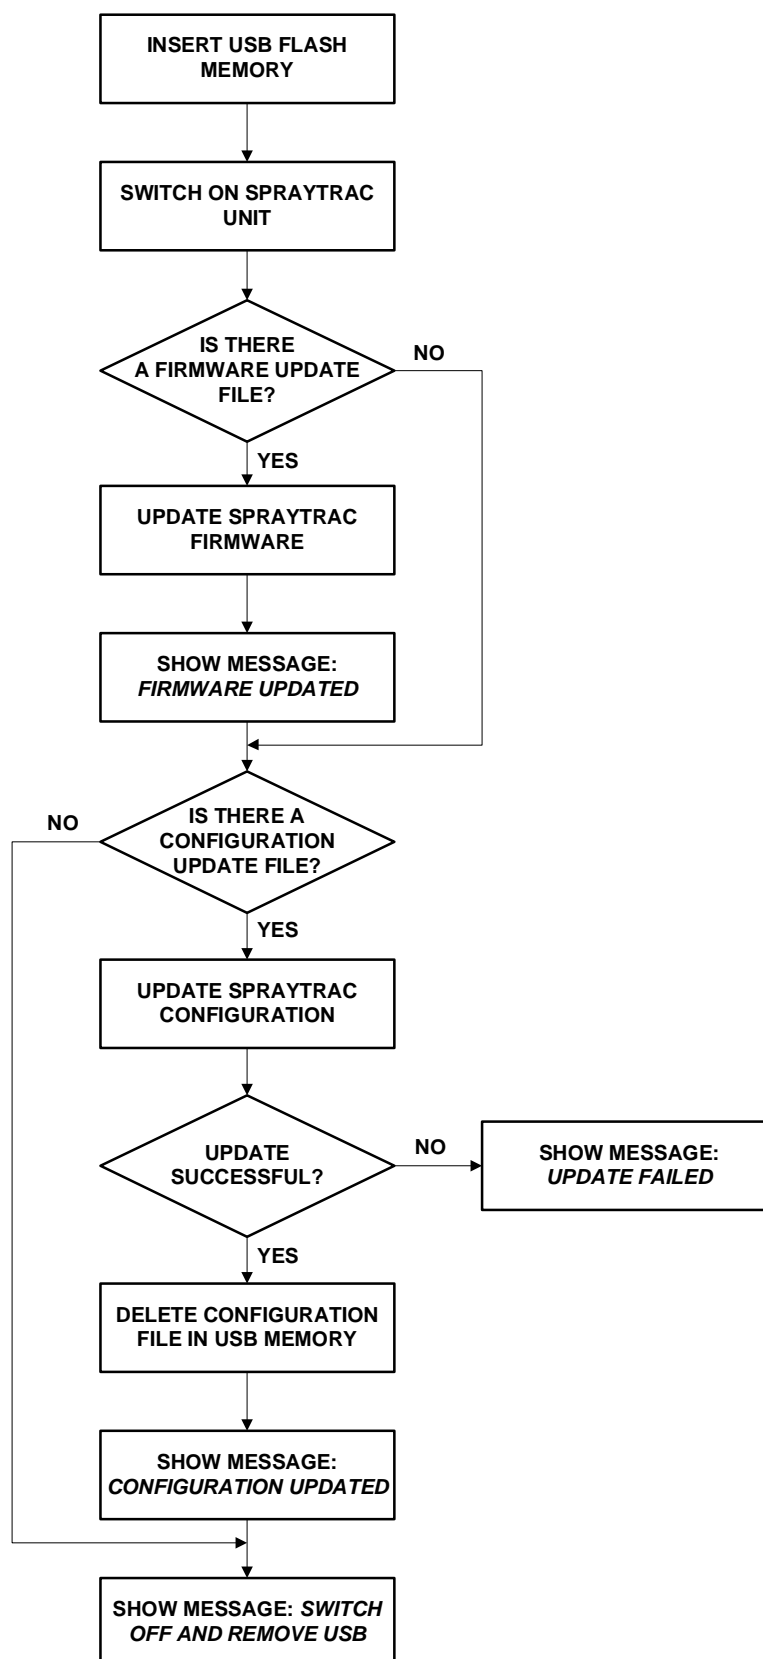 INSERT USB FLASH
MEMORY
SWITCH ON SPRAYTRAC
UNIT
IS THERE
A FIRMWARE UPDATE
FILE?
NO
YES
UPDATE SPRAYTRAC
FIRMWARE
SHOW MESSAGE:
FIRMWARE UPDATED
IS THERE A
CONFIGURATION
UPDATE FILE?
NO
YES
UPDATE SPRAYTRAC
CONFIGURATION
UPDATE
SUCCESSFUL?
NO
SHOW MESSAGE:
UPDATE FAILED
YES
DELETE CONFIGURATION
FILE IN USB MEMORY
SHOW MESSAGE:
CONFIGURATION UPDATED
SHOW MESSAGE: SWITCH
OFF AND REMOVE USB